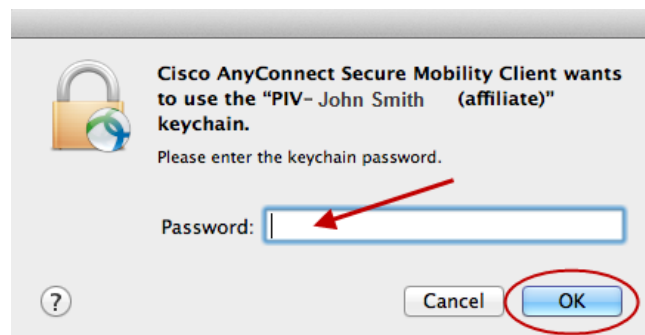 Cisco AnyConnect Secure Mobility Client wants
to use the “PIV- John Smith (affiliate)"
keychain.
Please enter the keychain password.
Password:
?
Cancel
OK